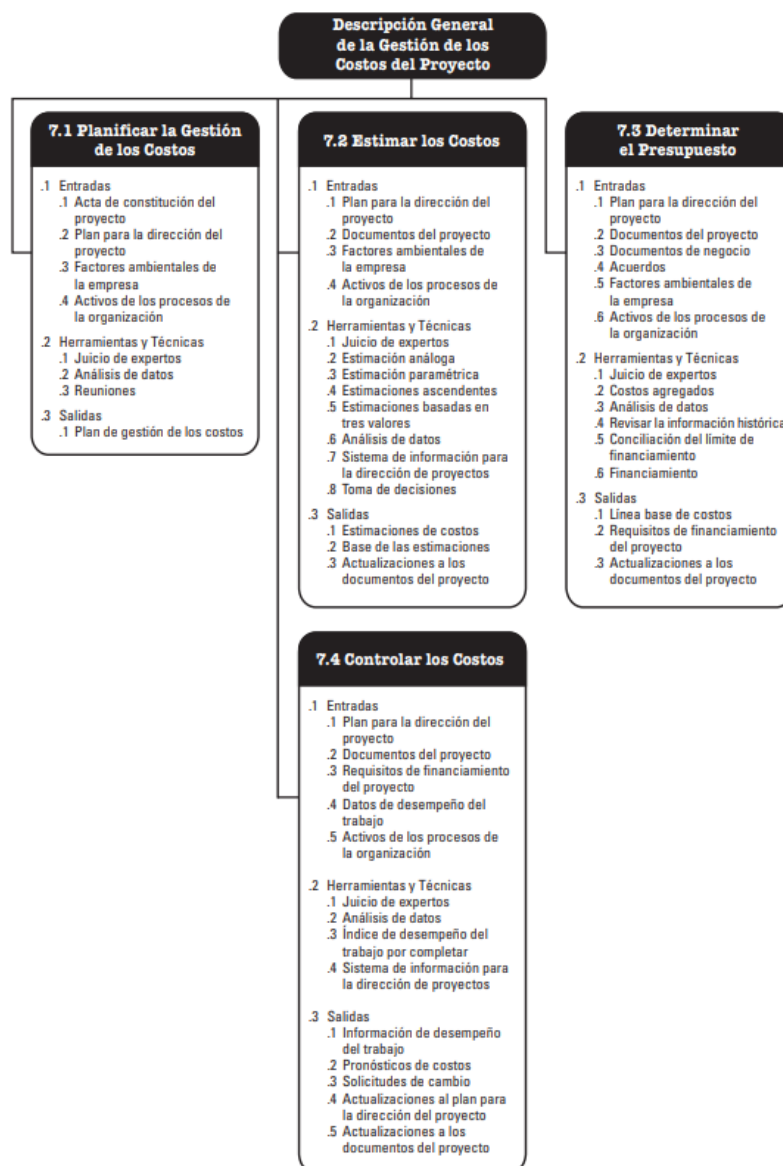 Descripción General
de la Gestión de los
Costos del Proyecto
7.1 Planificar la Gestión
de los Costos
.1 Entradas
.1 Acta de constitución del
proyecto
.2 Plan para la dirección del
proyecto
.3 Factores ambientales de
la empresa
.4 Activos de los procesos de
la organización
.2 Herramientas y Técnicas
.1 Juicio de expertos
.2 Análisis de datos
.3 Reuniones
.3 Salidas
.1 Plan de gestión de los costos
7.2 Estimar los Costos
.1 Entradas
.1 Plan para la dirección del
proyecto
.2 Documentos del proyecto
.3 Factores ambientales de
la empresa
.4 Activos de los procesos de
la organización
.2 Herramientas y Técnicas
.1 Juicio de expertos
.2 Estimación análoga
.3 Estimación paramétrica
.4 Estimaciones ascendentes
.5 Estimaciones basadas en
tres valores
.6 Análisis de datos
.7 Sistema de información para
la dirección de proyectos
.8 Toma de decisiones
.3 Salidas
.1 Estimaciones de costos
.2 Base de las estimaciones
.3 Actualizaciones a los
documentos del proyecto
7.3 Determinar
el Presupuesto
.1 Entradas
.1 Plan para la dirección del
proyecto
.2 Documentos del proyecto
.3 Documentos de negocio
.4 Acuerdos
.5 Factores ambientales de
la empresa
.6 Activos de los procesos de
la organización
.2 Herramientas y Técnicas
.1 Juicio de expertos
.2 Costos agregados
.3 Análisis de datos
.4 Revisar la información histórica
.5 Conciliación del límite de
financiamiento
.6 Financiamiento
.3 Salidas
.1 Línea base de costos
.2 Requisitos de financiamiento
del proyecto
.3 Actualizaciones a los
documentos del proyecto
7.4 Controlar los Costos
.1 Entradas
.1 Plan para la dirección del
proyecto
.2 Documentos del proyecto
.3 Requisitos de financiamiento
del proyecto
.4 Datos de desempeño del
trabajo
.5 Activos de los procesos de
la organización
.2 Herramientas y Técnicas
.1 Juicio de expertos
.2 Análisis de datos
.3 Índice de desempeño del
trabajo por completar
.4 Sistema de información para
la dirección de proyectos
.3 Salidas
.1 Información de desempeño
del trabajo
.2 Pronósticos de costos
.3 Solicitudes de cambio
.4 Actualizaciones al plan para
la dirección del proyecto
.5 Actualizaciones a los
documentos del proyecto